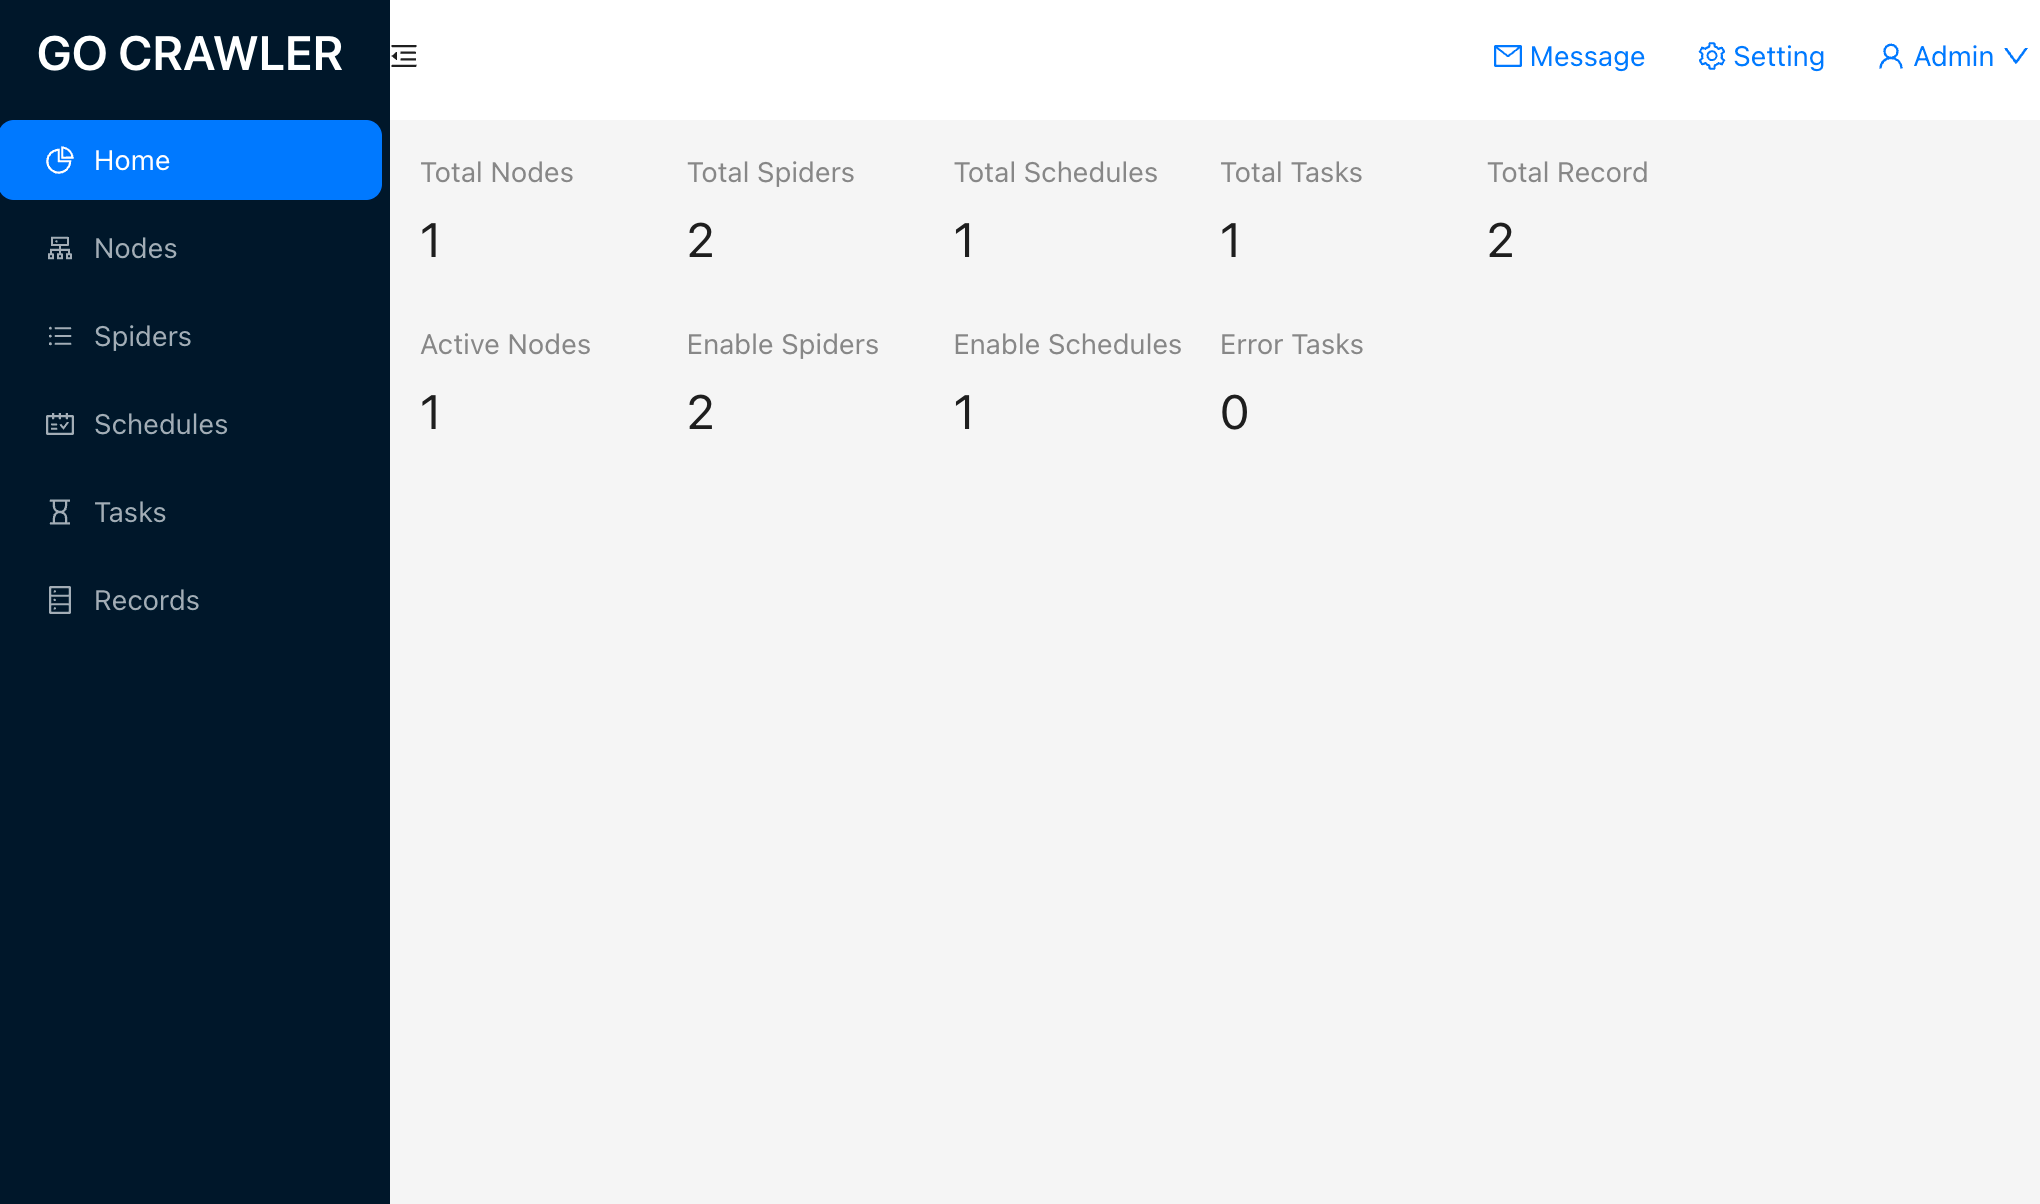 GO CRAWLER
Message Setting Admin
Home
Nodes
Spiders
Schedules
Tasks
Records
Total Nodes Total Spiders Total Schedules Total Tasks Total Record
1 2 1 1 2
Active Nodes Enable Spiders Enable Schedules Error Tasks
1 2 1 0